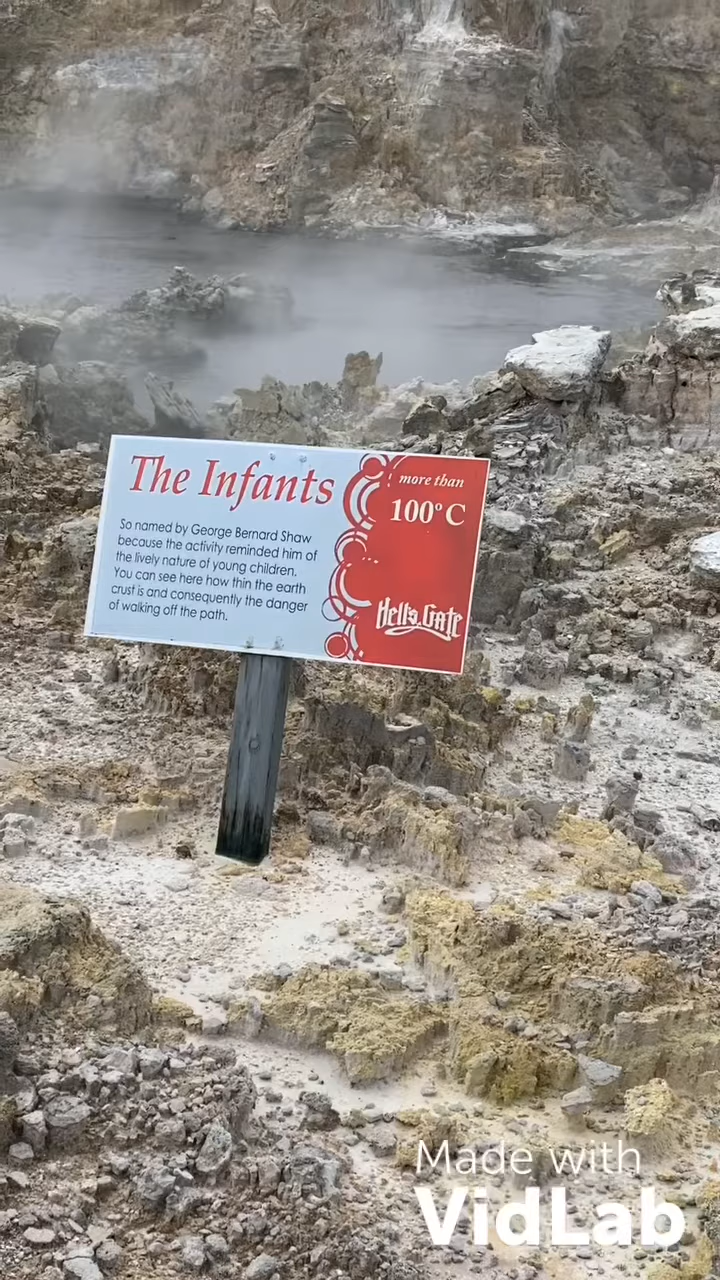 The Infants
So named by George Bernard Shaw
because the activity reminded him of
the lively nature of young children.
You can see here how thin the earth
crust is and consequently the danger
of walking off the path.
more than
100°C
Hells Gate
Made with
VidLab